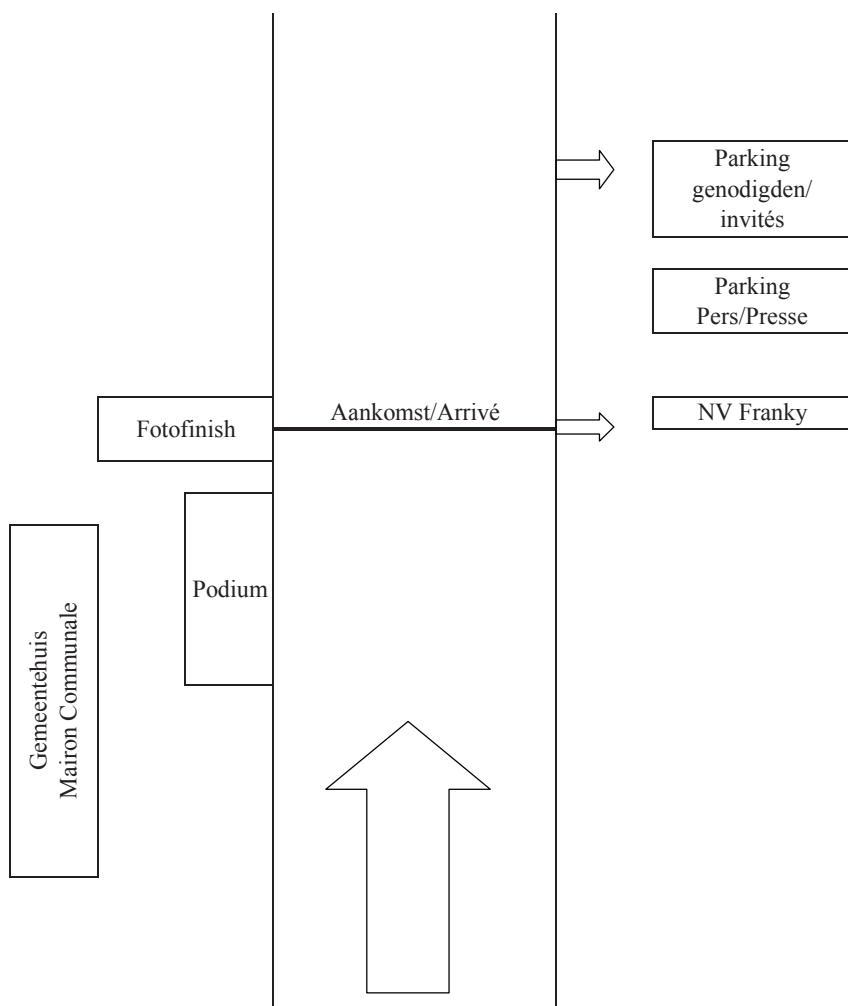 Parking
genodigden/
invités
Parking
Pers/Presse
Aankomst/Arrivé
NV Franky
Fotofinish
Podium
Gemeentehuis
Mairon Communale